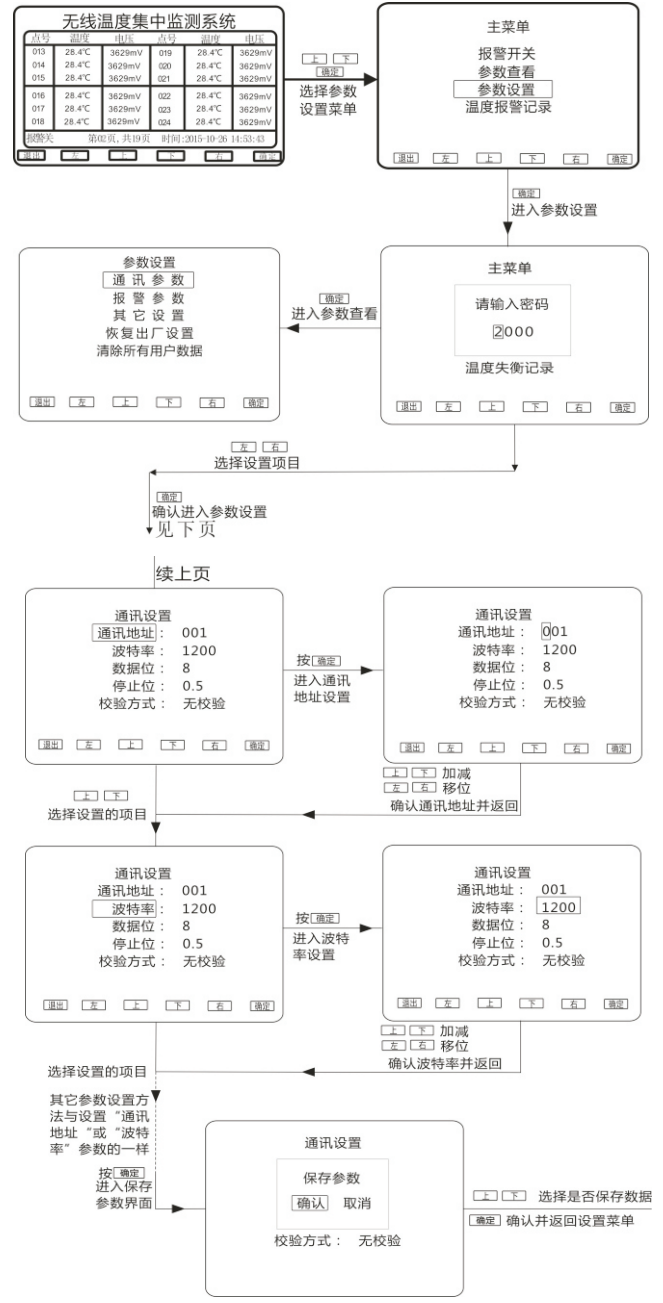 无线温度集中监测系统
点号 温度 电压 点号 温度 电压
013 28.4℃ 3629mV 019 28.4℃ 3629mV
014 28.4℃ 3629mV 020 28.4℃ 3629mV
015 28.4℃ 3629mV 021 28.4℃ 3629mV
016 28.4℃ 3629mV 022 28.4℃ 3629mV
017 28.4℃ 3629mV 023 28.4℃ 3629mV
018 28.4℃ 3629mV 024 28.4℃ 3629mV
报警关 第02页,共19页 时间:2015-10-26 14:53:43
退出 左 上 下 右 确定
上 下
确定
选择参数
设置菜单
主菜单
报警开关
参数查看
参数设置
温度报警记录
退出 左 上 下 右 确定
确定
进入参数设置
主菜单
请输入密码
2000
温度失衡记录
退出 左 上 下 右 确定
确定
进入参数查看
参数设置
通讯参数
报警参数
其它设置
恢复出厂设置
清除所有用户数据
退出 左 上 下 右 确定
左 右
选择设置项目
确定
确认进入参数设置
见下页
续上页
通讯设置
通讯地址： 001
波特率： 1200
数据位： 8
停止位： 0.5
校验方式： 无校验
退出 左 上 下 右 确定
按确定
进入通讯
地址设置
通讯设置
通讯地址： 001
波特率： 1200
数据位： 8
停止位： 0.5
校验方式： 无校验
退出 左 上 下 右 确定
上 下 加减
左 右 移位
确认通讯地址并返回
上 下
选择设置的项目
通讯设置
通讯地址： 001
波特率： 1200
数据位： 8
停止位： 0.5
校验方式： 无校验
退出 左 上 下 右 确定
按确定
进入波特
率设置
通讯设置
通讯地址： 001
波特率： 1200
数据位： 8
停止位： 0.5
校验方式： 无校验
退出 左 上 下 右 确定
上 下 加减
左 右 移位
确认波特率并返回
选择设置的项目
其它参数设置方
法与设置“通讯
地址“或“波特
率”参数的一样
按确定
进入保存
参数界面
通讯设置
保存参数
确认 取消
校验方式： 无校验
上 下 选择是否保存数据
确定 确认并返回设置菜单